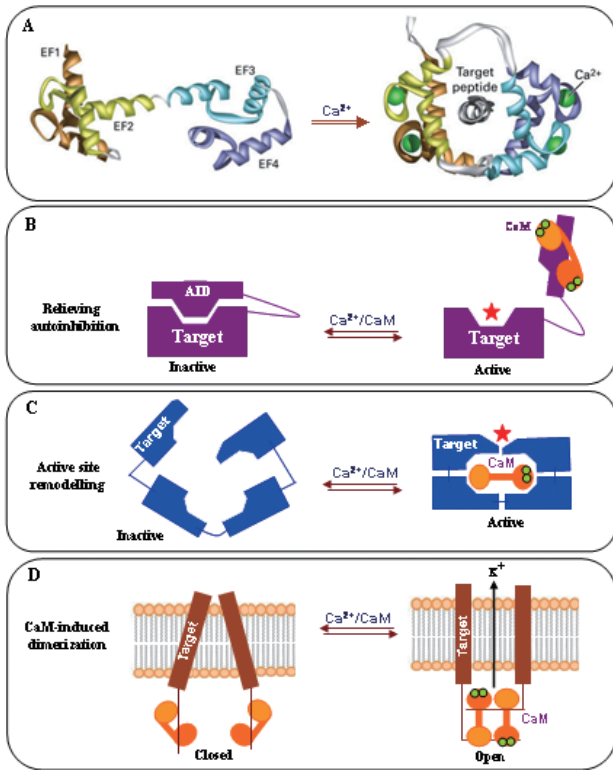 A
EF1
EF2
EF3
EF4
Ca²⁺
Target
peptide
Ca²⁺
B
Relieving
autoinhibition
AID
Target
Inactive
Ca²⁺/CaM
CaM
Target
Active
C
Active site
remodelling
Target
Inactive
Ca²⁺/CaM
Target
CaM
Active
D
CaM-induced
dimerization
Target
Closed
Ca²⁺/CaM
K⁺
Target
CaM
Open